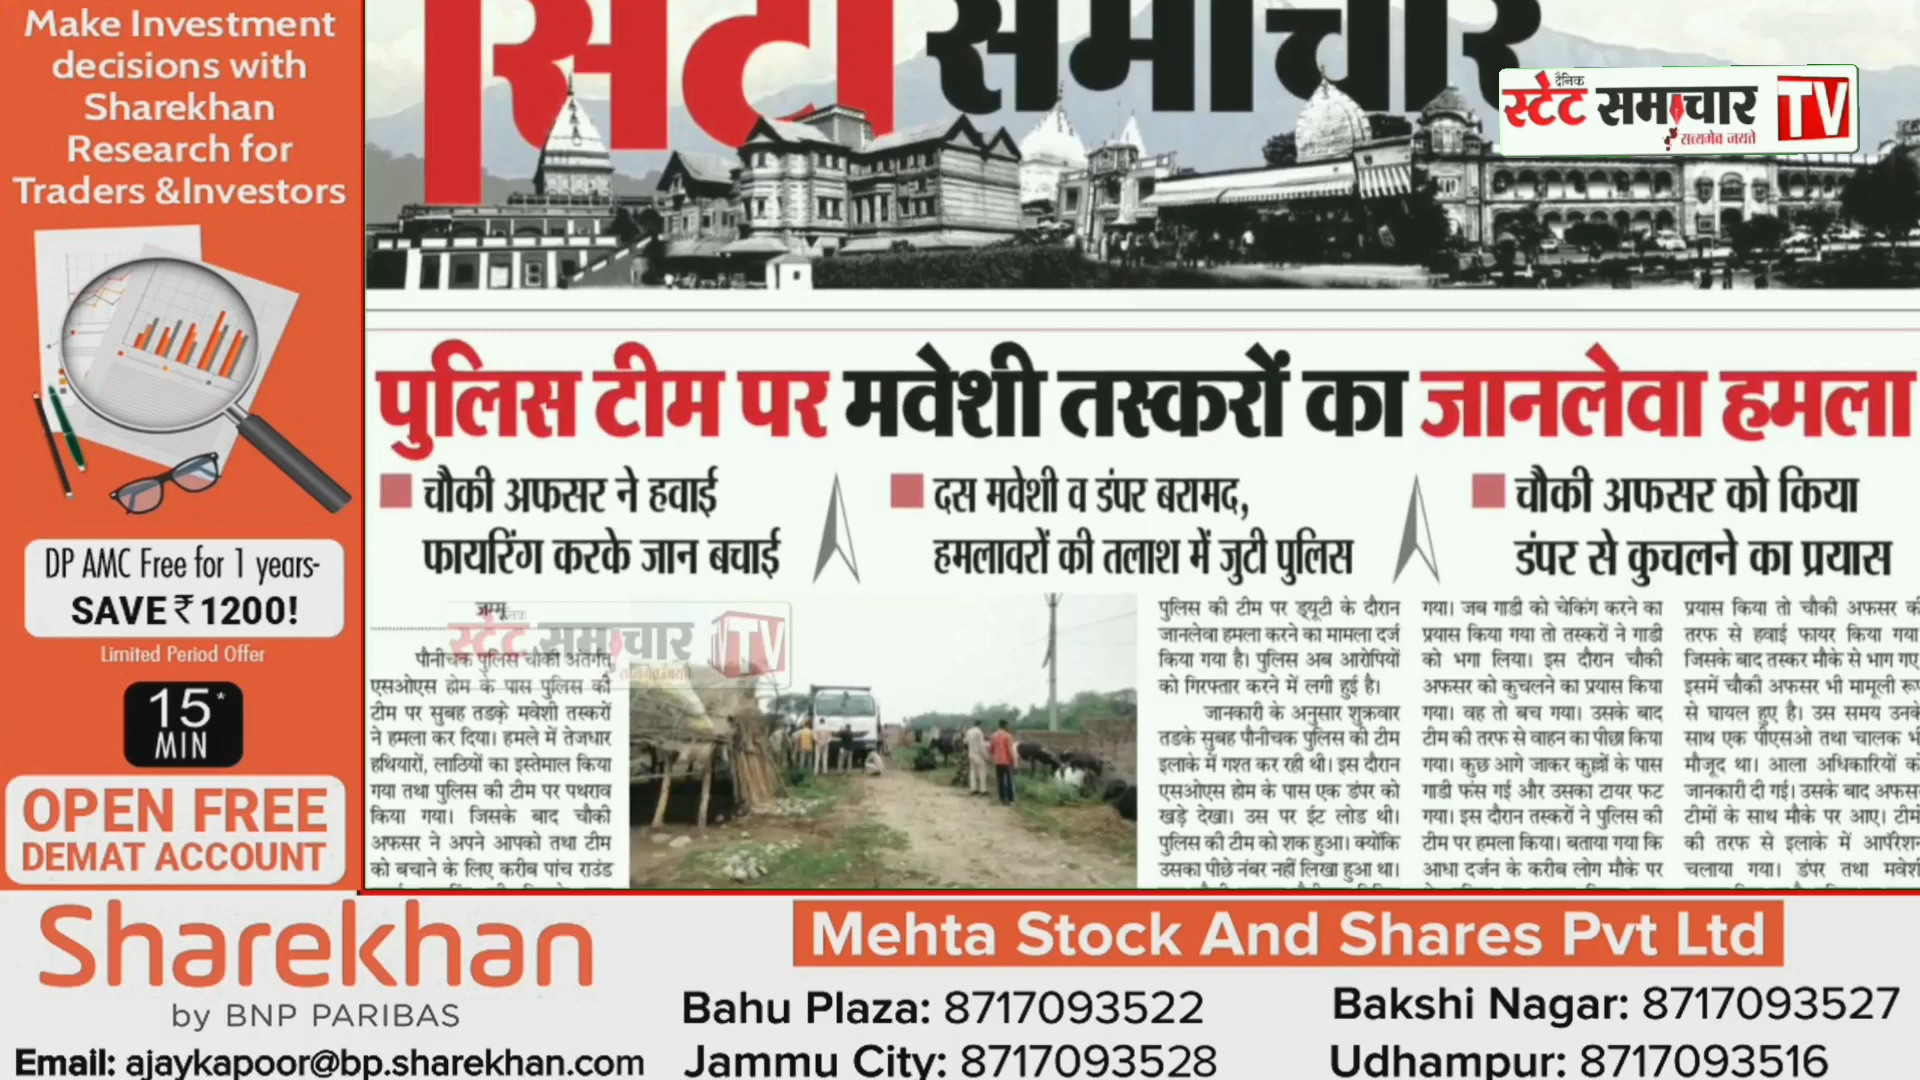 Make Investment
decisions with
Sharekhan
Research for
Traders &Investors
DP AMC Free for 1 years-
SAVE ₹ 1200!
Limited Period Offer
15*
MIN
OPEN FREE
DEMAT ACCOUNT
सिटी समाचार
दैनिक
स्टेट समाचार TV
सत्यमेव जयते
पुलिस टीम पर मवेशी तस्करों का जानलेवा हमला
चौकी अफसर ने हवाई
फायरिंग करके जान बचाई
दस मवेशी व डंपर बरामद,
हमलावरों की तलाश में जुटी पुलिस
चौकी अफसर को किया
डंपर से कुचलने का प्रयास
जम्मू
स्टेट समाचार TV
पौनीचक पुलिस चौकी अंतर्गत
एसओएस होम के पास पुलिस की
टीम पर सुबह तडक़े मवेशी तस्करों
ने हमला कर दिया। हमले में तेजधार
हथियारों, लाठियों का इस्तेमाल किया
गया तथा पुलिस की टीम पर पथराव
किया गया। जिसके बाद चौकी
अफसर ने अपने आपको तथा टीम
को बचाने के लिए करीब पांच राउंड
पुलिस की टीम पर ड्यूटी के दौरान
जानलेवा हमला करने का मामला दर्ज
किया गया है। पुलिस अब आरोपियों
को गिरफ्तार करने में लगी हुई है।
जानकारी के अनुसार शुक्रवार
तडके सुबह पौनीचक पुलिस की टीम
इलाके में गश्त कर रही थी। इस दौरान
एसओएस होम के पास एक डंपर को
खड़े देखा। उस पर ईट लोड थी।
पुलिस की टीम को शक हुआ। क्योंकि
उसका पीछे नंबर नहीं लिखा हुआ था।
गया। जब गाडी को चेकिंग करने का
प्रयास किया गया तो तस्करों ने गाडी
को भगा लिया। इस दौरान चौकी
अफसर को कुचलने का प्रयास किया
गया। वह तो बच गया। उसके बाद
टीम की तरफ से वाहन का पीछा किया
गया। कुछ आगे जाकर कुल्लों के पास
गाडी फंस गई और उसका टायर फट
गया। इस दौरान तस्करों ने पुलिस की
टीम पर हमला किया। बताया गया कि
आधा दर्जन के करीब लोग मौके पर
प्रयास किया तो चौकी अफसर की
तरफ से हवाई फायर किया गया
जिसके बाद तस्कर मौके से भाग गए
इसमें चौकी अफसर भी मामूली रूप
से घायल हुए है। उस समय उनके
साथ एक पीएसओ तथा चालक भी
मौजूद था। आला अधिकारियों को
जानकारी दी गई। उसके बाद अफसर
टीमों के साथ मौके पर आए। टीमों
की तरफ से इलाके में आपॅरेशन
चलाया गया। डंपर तथा मवेशी
Sharekhan
by BNP PARIBAS
Email: ajaykapoor@bp.sharekhan.com
Mehta Stock And Shares Pvt Ltd
Bahu Plaza: 8717093522
Bakshi Nagar: 8717093527
Jammu City: 8717093528
Udhampur: 8717093516